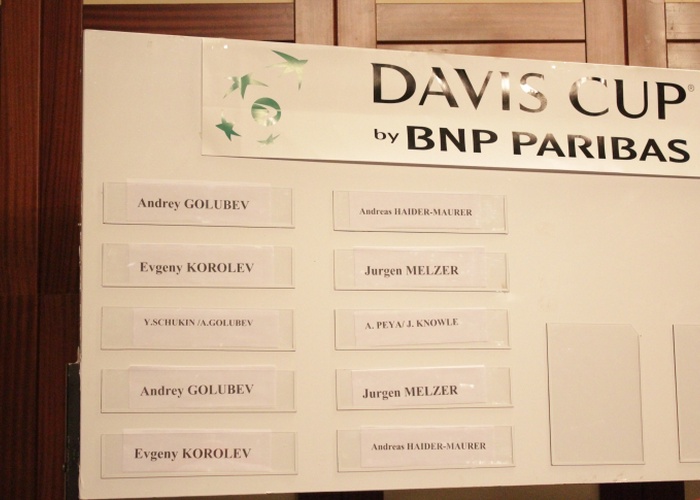 DAVIS CUP®
by BNP PARIBAS
Andrey GOLUBEV
Andreas HAIDER-MAURER
Evgeny KOROLEV
Jurgen MELZER
Y.SCHUKIN /A.GOLUBEV
A. PEYA/ J. KNOWLE
Andrey GOLUBEV
Jurgen MELZER
Evgeny KOROLEV
Andreas HAIDER-MAURER